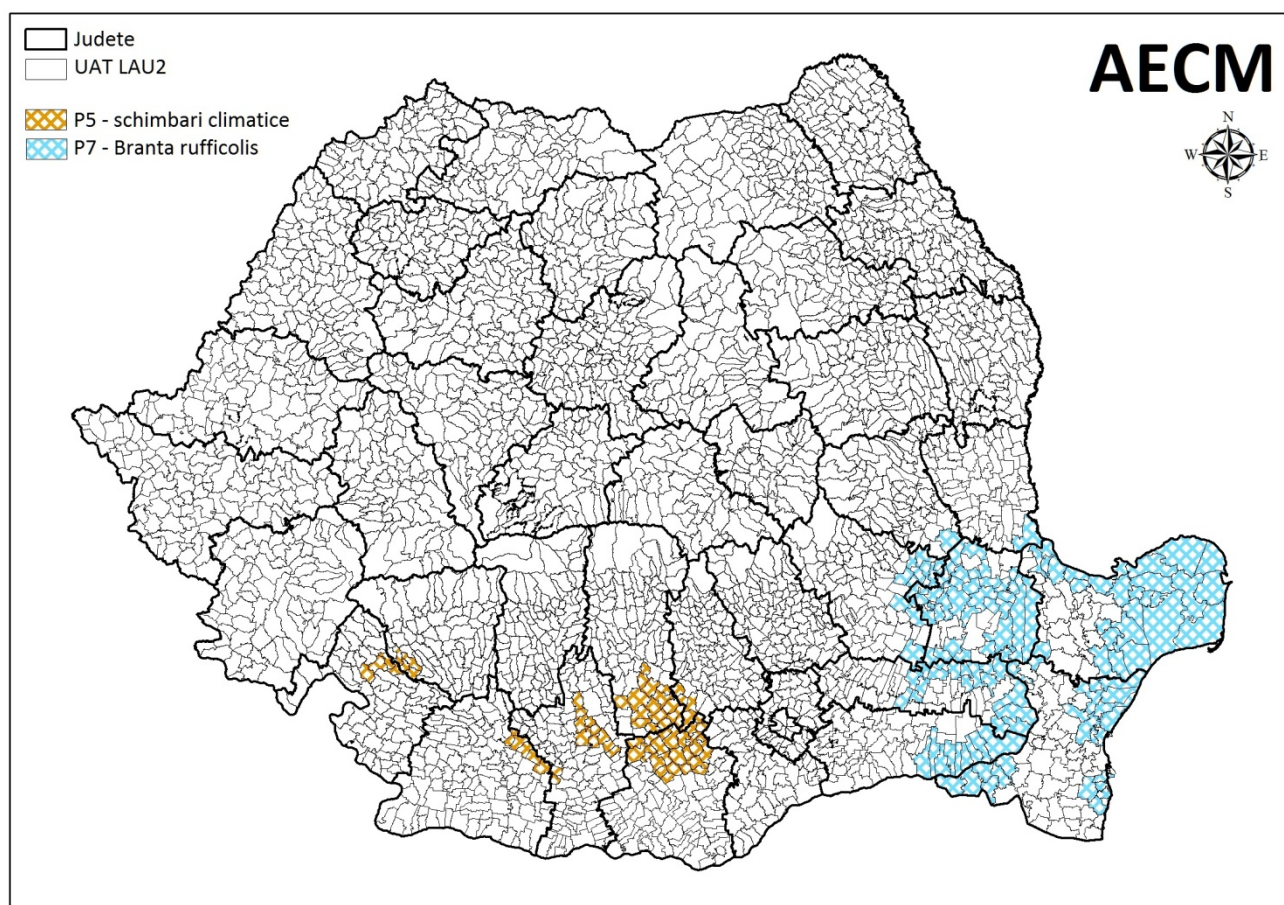 Judete
UAT LAU2
P5 - schimbari climatice
P7 - Branta rufficolis
AECM
N
W E
S